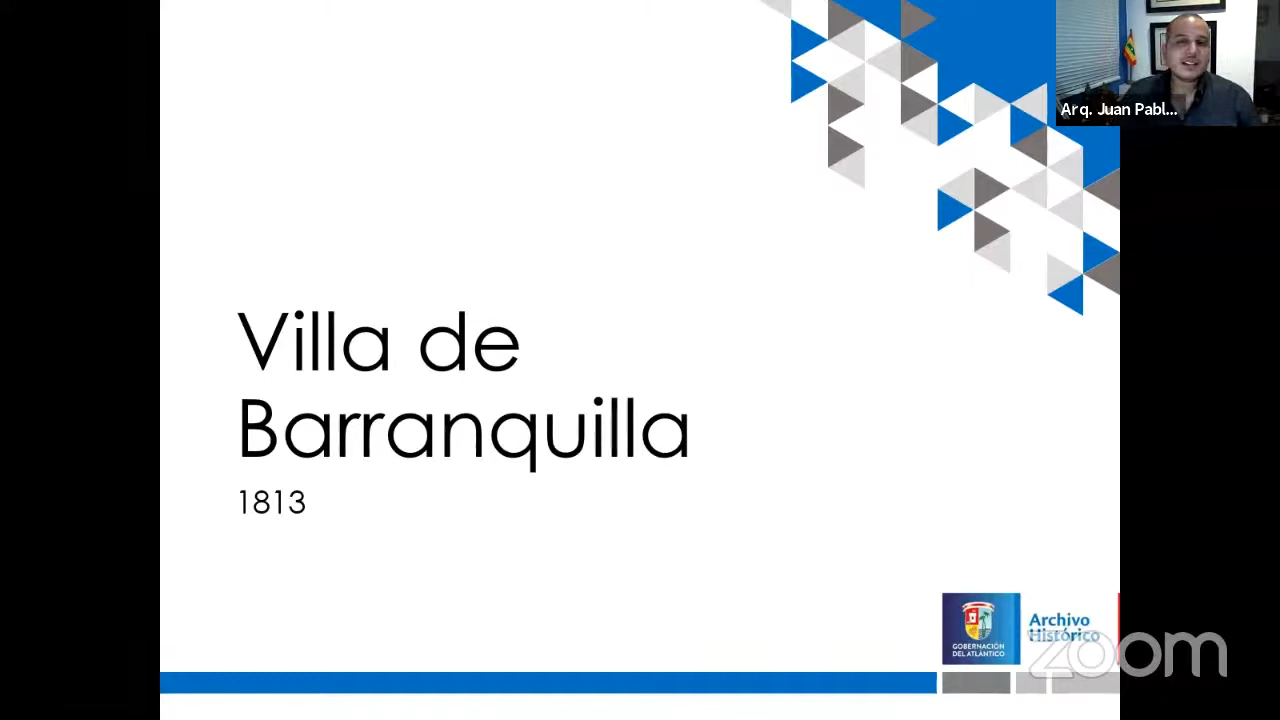 Arq. Juan Pabl...
Villa de
Barranquilla
1813
GOBERNACIÓN
DEL ATLÁNTICO
Archivo
Histórico
zoom